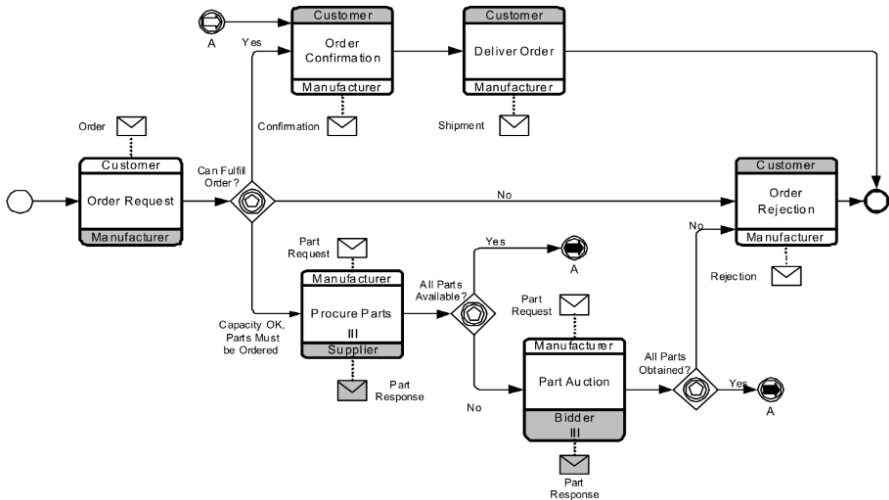 Customer
Order
Confirmation
Manufacturer
Confirmation
A
Yes
Customer
Deliver Order
Manufacturer
Shipment
Order
Customer
Order Request
Manufacturer
Can Fulfill
Order?
No
Customer
Order
Rejection
Manufacturer
Rejection
Capacity OK,
Parts Must
be Ordered
Part
Request
Manufacturer
Procure Parts
Supplier
Part
Response
All Parts
Available?
Yes
A
No
Part
Request
Manufacturer
Part Auction
Bidder
Part
Response
All Parts
Obtained?
No
Yes
A